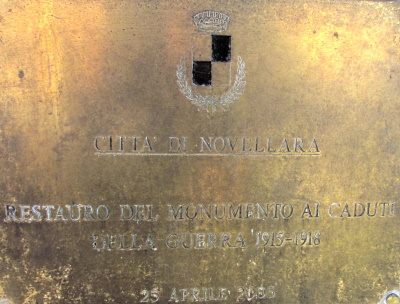 CITTA' DI NOVELLARA
RESTAURO DEL MONUMENTO AI CADUTI
DELLA GUERRA 1915-1918
25 APRILE